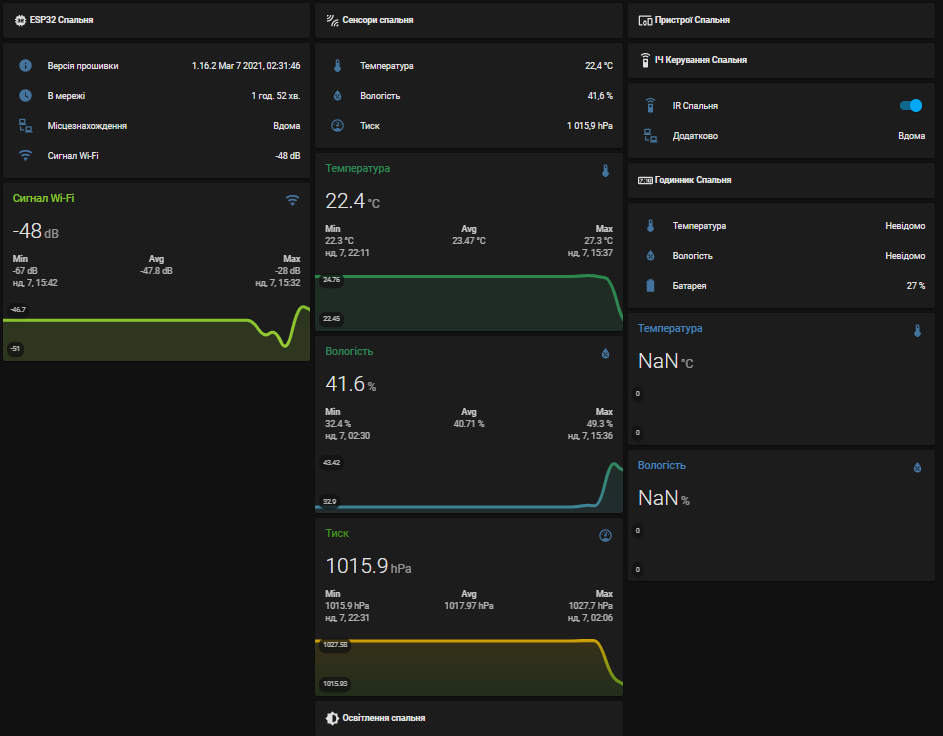 ESP32 Спальня
Версія прошивки 1.16.2 Mar 7 2021, 02:31:46
В мережі 1 год. 52 хв.
Місцезнахождення Вдома
Сигнал Wi-Fi -48 dB
Сигнал Wi-Fi
-48 dB
Min Avg Max
-67 dB -47.8 dB -28 dB
нд, 7, 15:42 нд, 7, 15:32
-46.7
-51
Сенсори спальня
Температура 22,4 °C
Вологість 41,6 %
Тиск 1 015,9 hPa
Температура
22.4 °C
Min Avg Max
22.3 °C 23.47 °C 27.3 °C
нд, 7, 22:11 нд, 7, 15:37
24.76
22.45
Вологість
41.6 %
Min Avg Max
32.4 % 40.71 % 49.3 %
нд, 7, 02:30 нд, 7, 15:36
43.42
32.9
Тиск
1015.9 hPa
Min Avg Max
1015.9 hPa 1017.97 hPa 1027.7 hPa
нд, 7, 22:31 нд, 7, 02:06
1027.58
1015.93
Освітлення спальня
Пристрої Спальня
ІЧ Керування Спальня
IR Спальня
Додатково Вдома
Годинник Спальня
Температура Невідомо
Вологість Невідомо
Батарея 27 %
Температура
NaN °C
0
0
Вологість
NaN %
0
0